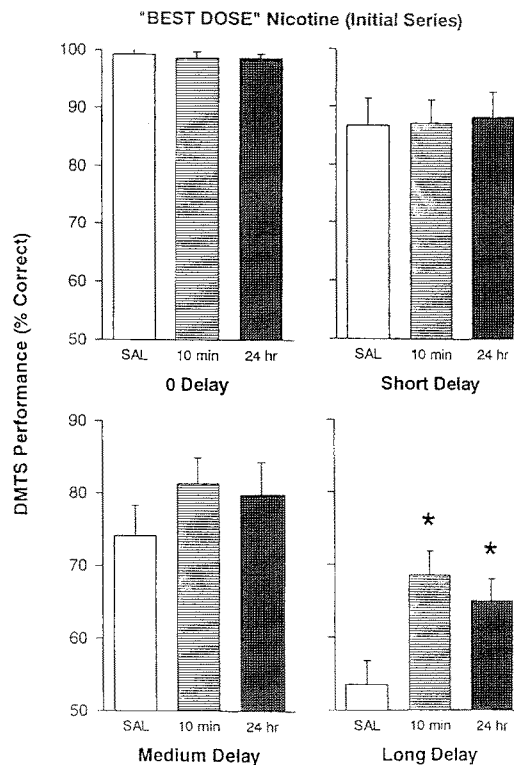 "BEST DOSE" Nicotine (Initial Series)
DMTS Performance (% Correct)
100
90
80
70
60
50
SAL 10 min 24 hr
0 Delay
SAL 10 min 24 hr
Short Delay
90
80
70
60
50
SAL 10 min 24 hr
Medium Delay
* *
SAL 10 min 24 hr
Long Delay